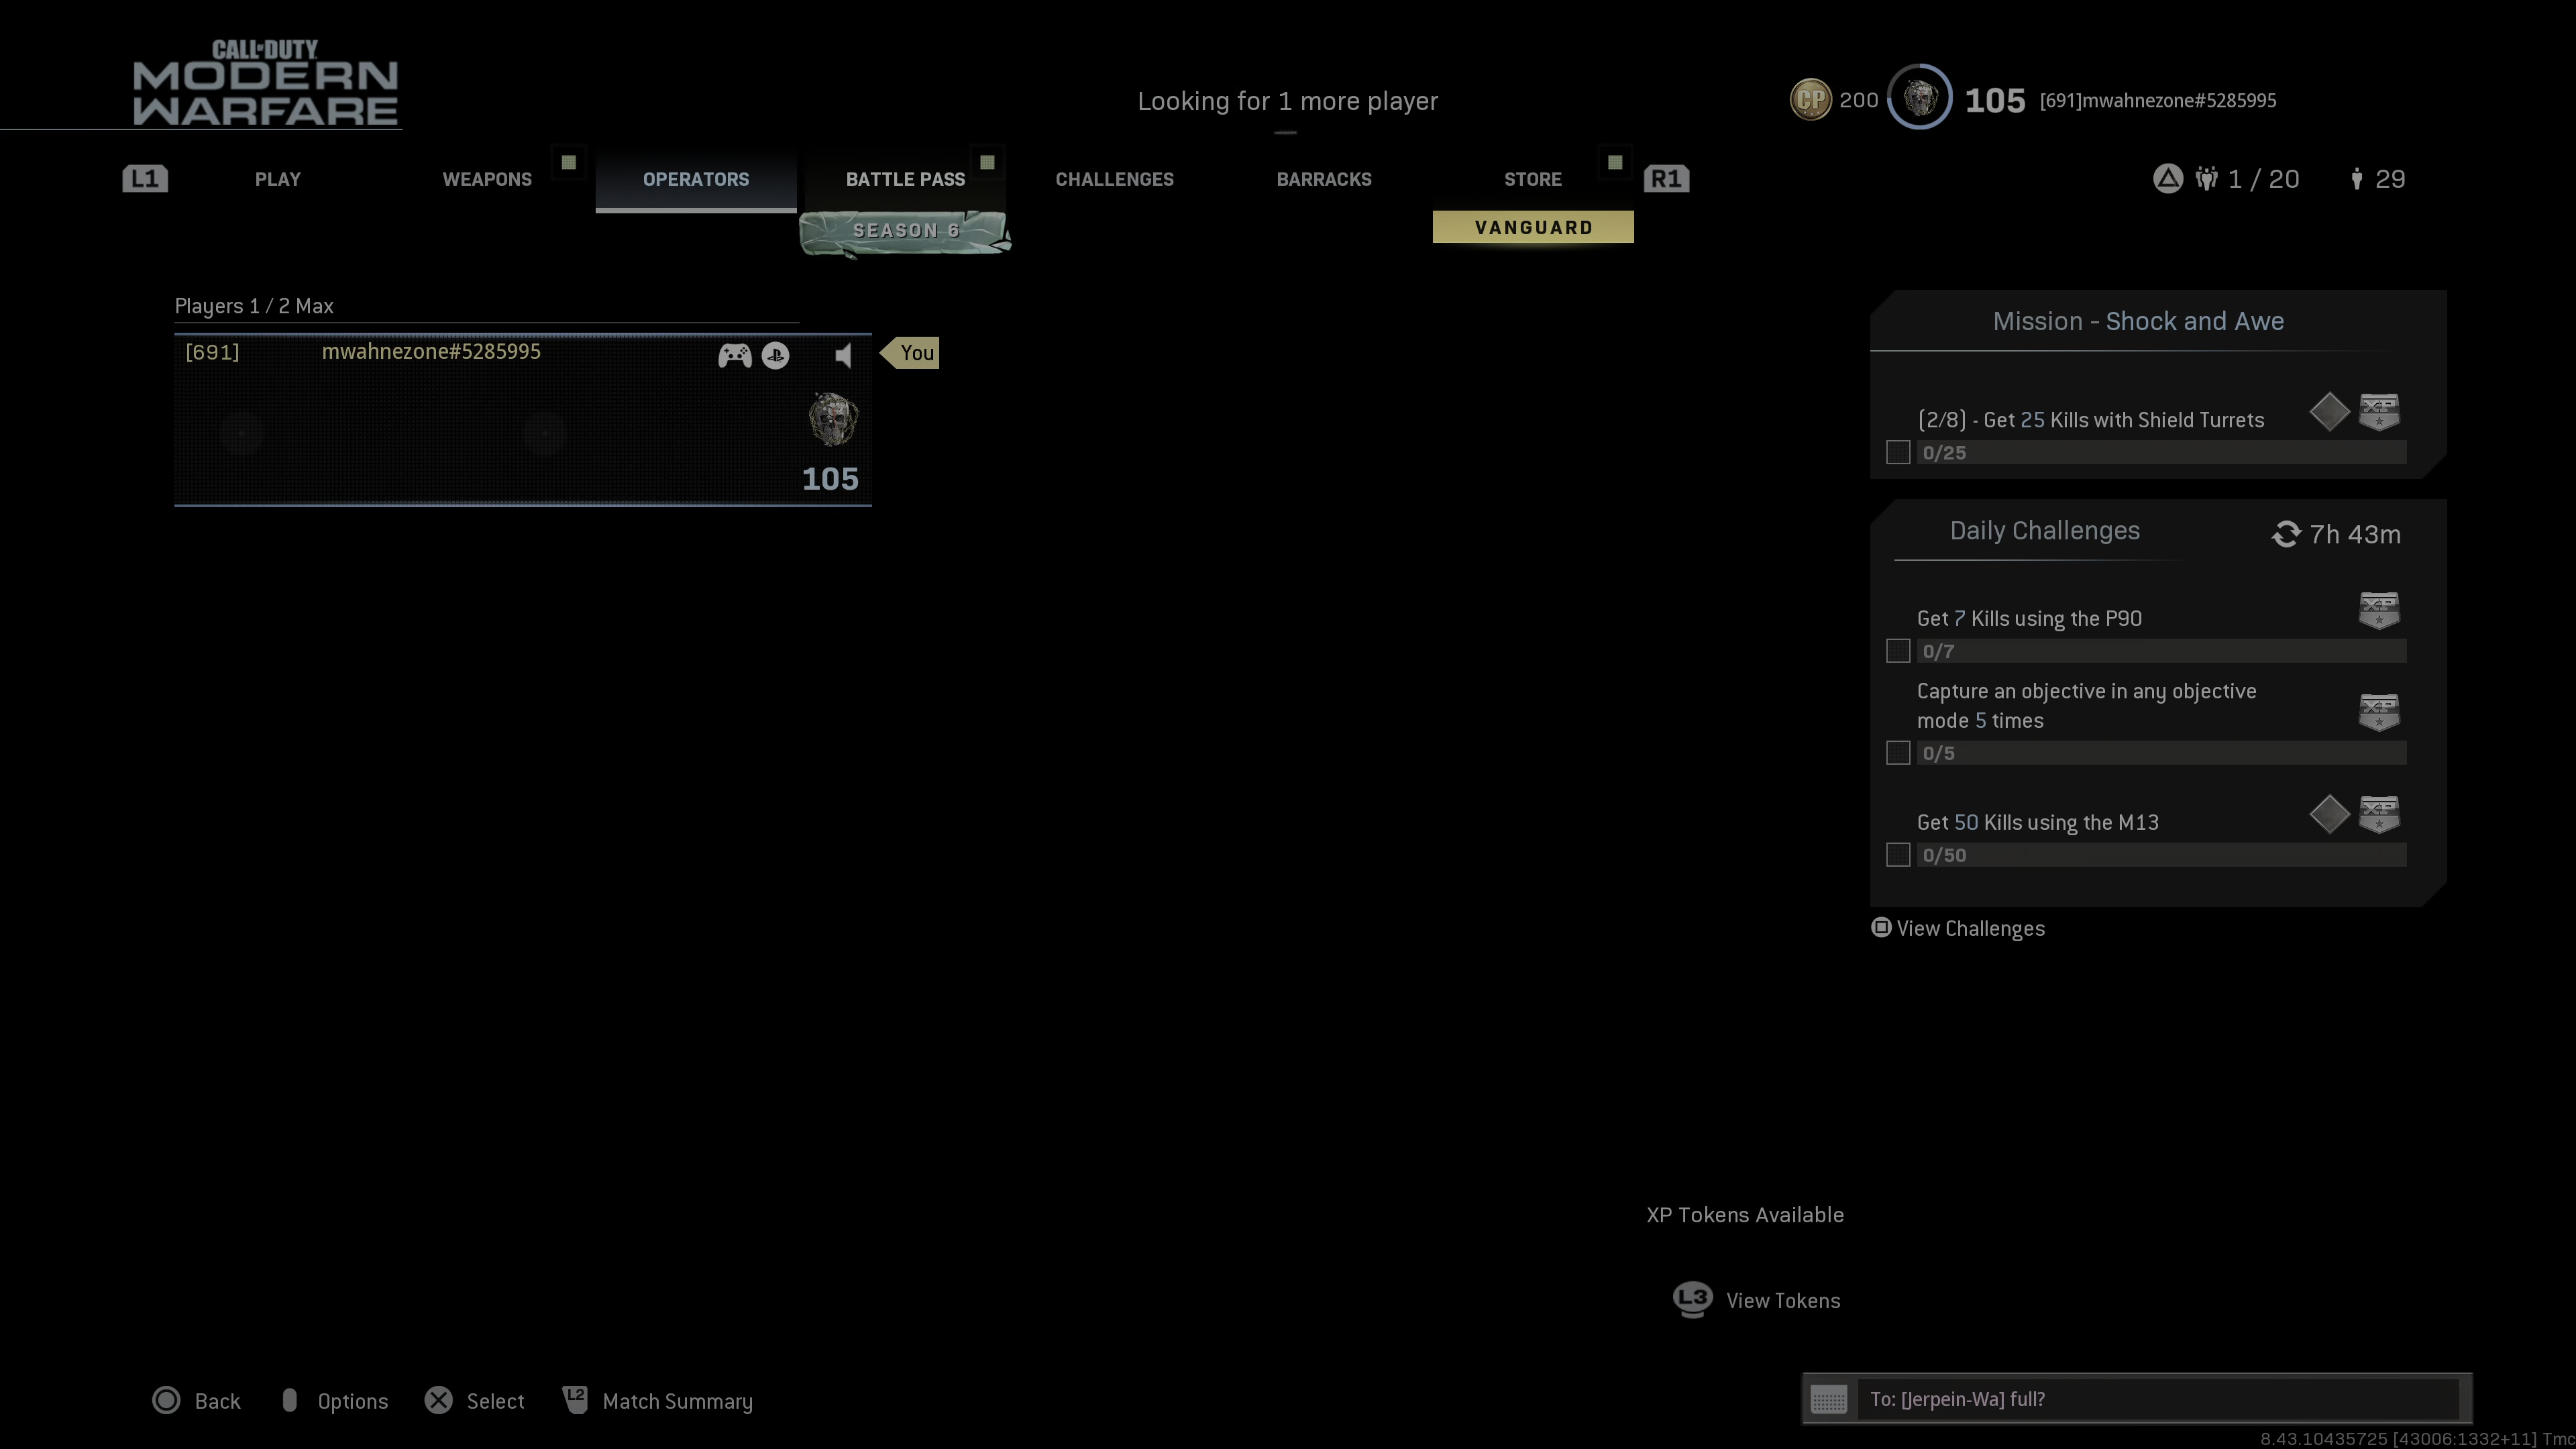 CALL OF DUTY
MODERN
WARFARE
Looking for 1 more player
CP 200 105 [691]mwahnezone#5285995
L1 PLAY WEAPONS OPERATORS BATTLE PASS CHALLENGES BARRACKS STORE R1
1 / 20 29
SEASON 6
VANGUARD
Players 1 / 2 Max
[691] mwahnezone#5285995
You
105
Mission - Shock and Awe
(2/8) - Get 25 Kills with Shield Turrets
XP
0/25
Daily Challenges
7h 43m
Get 7 Kills using the P90
XP
0/7
Capture an objective in any objective
mode 5 times
XP
0/5
Get 50 Kills using the M13
XP
0/50
View Challenges
XP Tokens Available
L3 View Tokens
Back Options Select L2 Match Summary
To: [Jerpein-Wa] full?
8.43.10435725 [43006:1332+11] Tmc